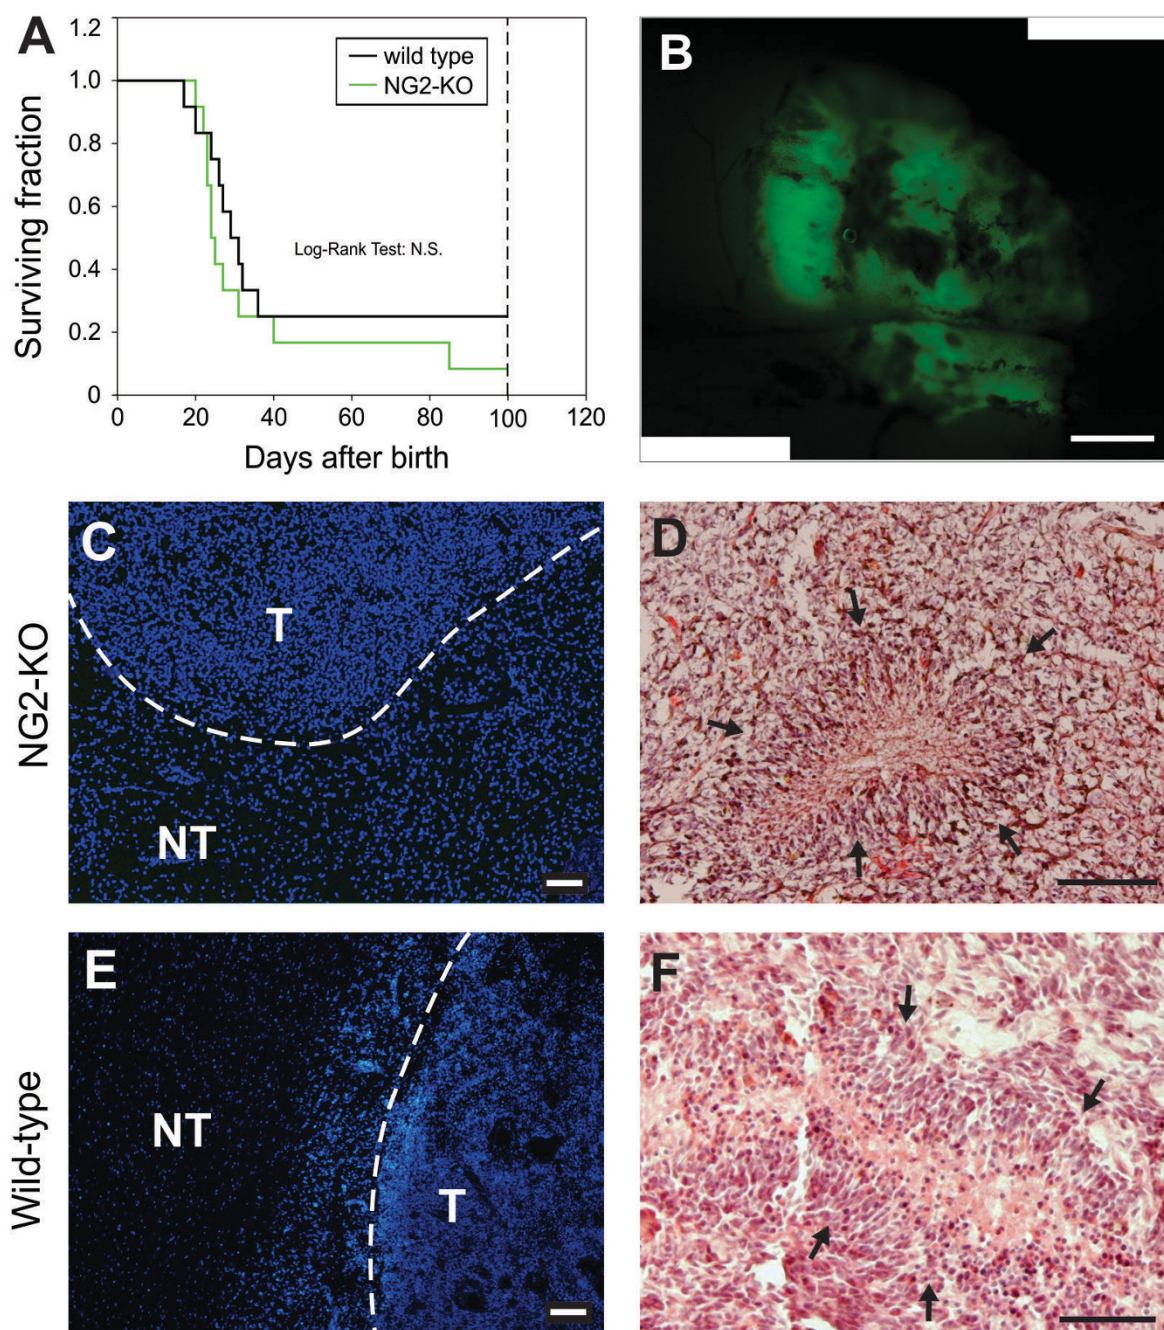 A
1.2
1.0
0.8
0.6
0.4
0.2
0
Surviving fraction
wild type
NG2-KO
Log-Rank Test: N.S.
0
20
40
60
80
100
120
Days after birth
B
NG2-KO
C
T
NT
D
Wild-type
E
NT
T
F